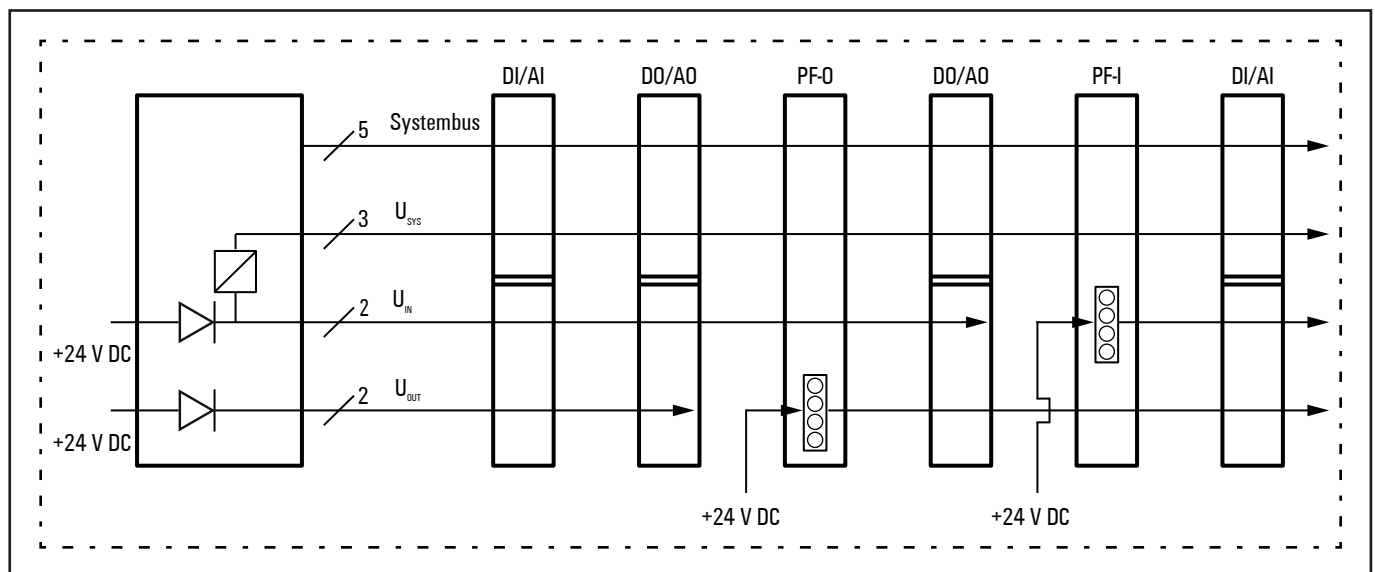 DI/AI DO/AO PF-O DO/AO PF-I DI/AI
5 Systembus
3 U_SYS
2 U_IN
+24 V DC
2 U_OUT
+24 V DC
+24 V DC +24 V DC